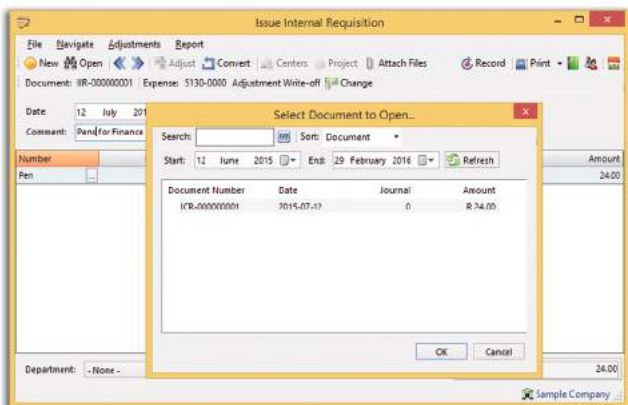 Issue Internal Requisition
File Navigate Adjustments Report
New Open Adjust Convert Centers Project Attach Files Record Print
Document: IIR-000000001 Expense: 5130-0000 Adjustment Write-off Change
Date 12 July 201
Comment: Pens for Finance
Select Document to Open...
Search: Sort: Document
Start: 12 June 2015 End: 29 February 2016 Refresh
Number Amount
Pen ... 24.00
Document Number Date Journal Amount
ICR-000000001 2015-07-12 0 R 24.00
OK Cancel
Department: - None - 24.00
Sample Company